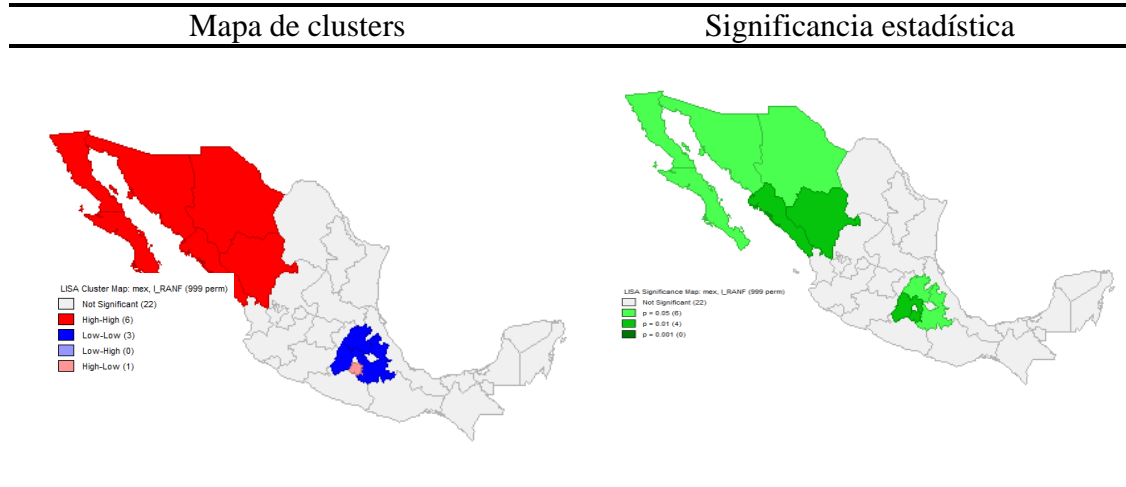 Mapa de clusters
Significancia estadística
LISA Cluster Map: mex, I_RANF (999 perm)
Not Significant (22)
High-High (6)
Low-Low (3)
Low-High (0)
High-Low (1)
LISA Significance Map: mex, I_RANF (999 perm)
Not Significant (22)
p = 0.05 (6)
p = 0.01 (4)
p = 0.001 (0)